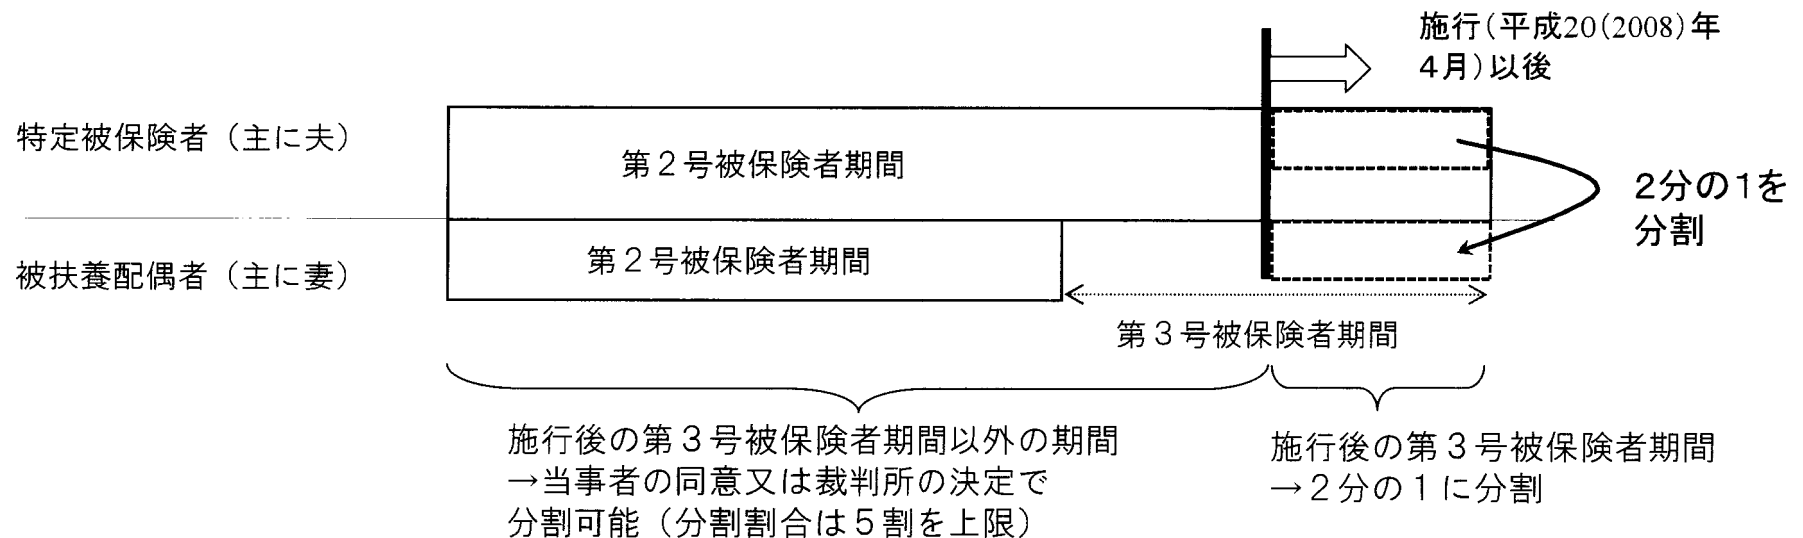 施行(平成20(2008)年
4月)以後
特定被保険者（主に夫）
第２号被保険者期間
2分の1を
分割
被扶養配偶者（主に妻）
第２号被保険者期間
第３号被保険者期間
施行後の第３号被保険者期間以外の期間
→当事者の同意又は裁判所の決定で
分割可能（分割割合は５割を上限）
施行後の第３号被保険者期間
→２分の１に分割